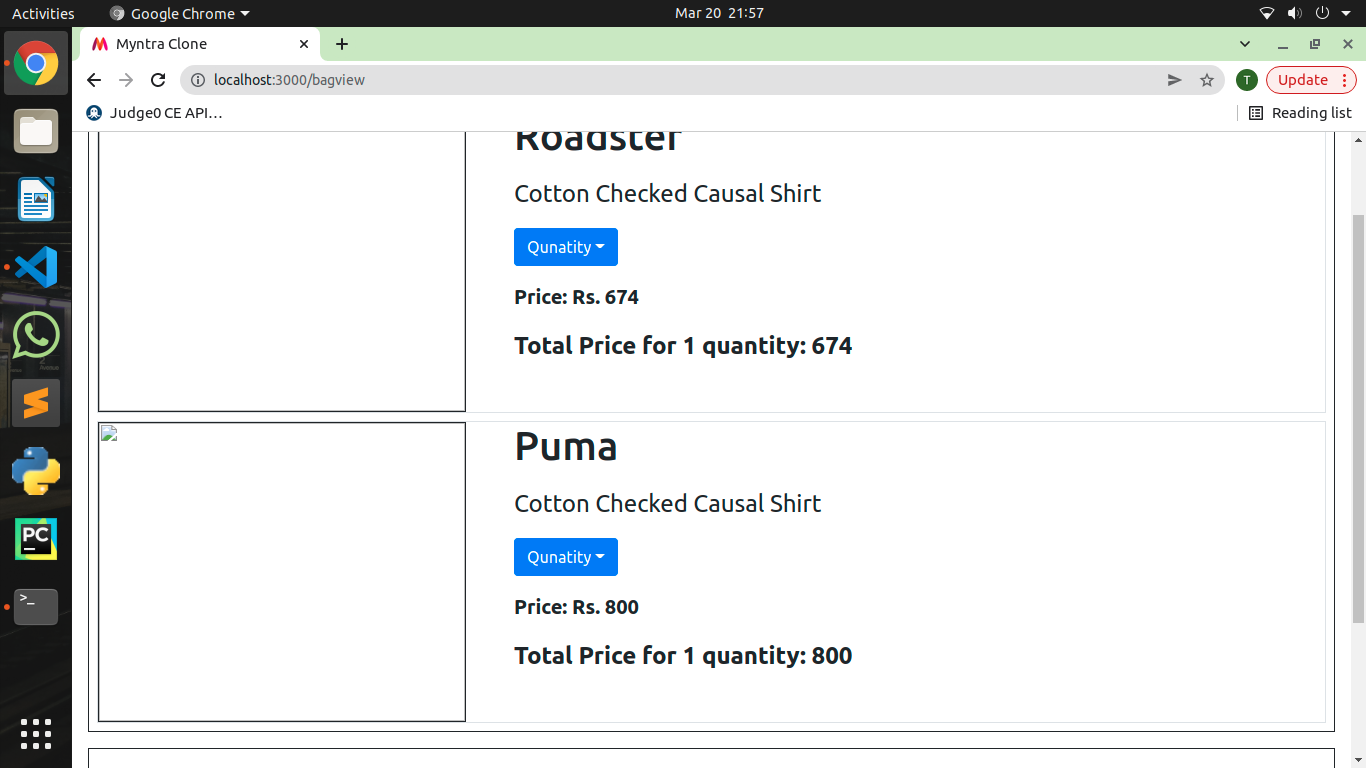 Activities
Google Chrome
Mar 20 21:57
Myntra Clone
localhost:3000/bagview
T
Update
Judge0 CE API…
Reading list
Roadster
Cotton Checked Causal Shirt
Qunatity
Price: Rs. 674
Total Price for 1 quantity: 674
Puma
Cotton Checked Causal Shirt
Qunatity
Price: Rs. 800
Total Price for 1 quantity: 800
PC
>_